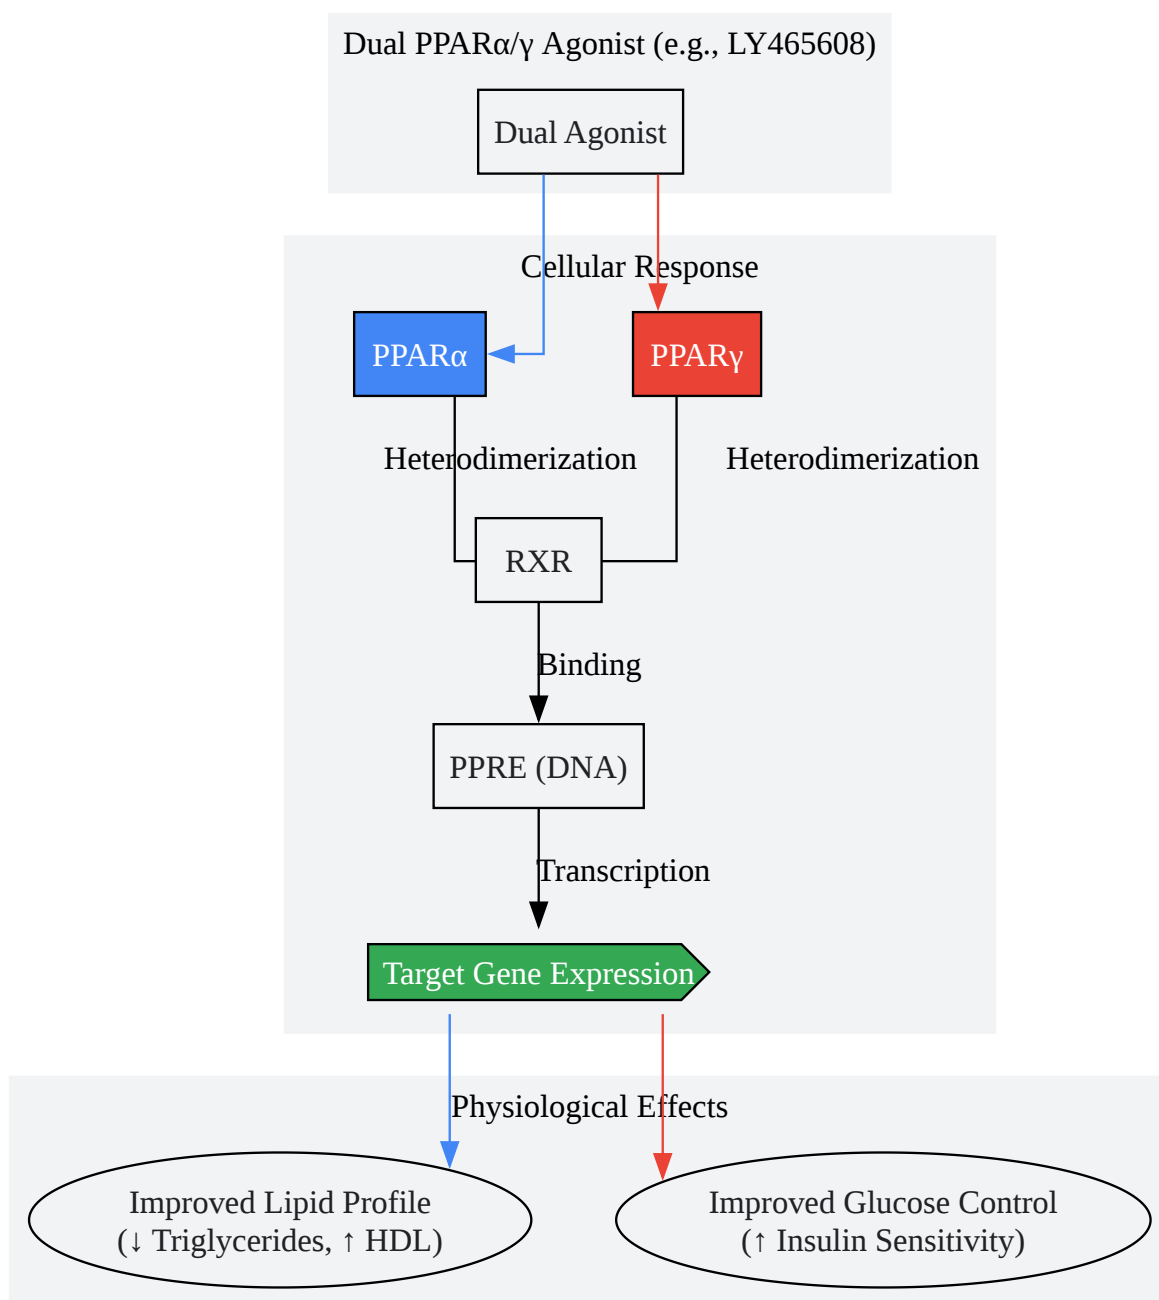 Dual PPARα/γ Agonist (e.g., LY465608)
Dual Agonist
Cellular Response
PPARα
PPARγ
Heterodimerization
Heterodimerization
RXR
Binding
PPRE (DNA)
Transcription
Target Gene Expression
Physiological Effects
Improved Lipid Profile
(↓ Triglycerides, ↑ HDL)
Improved Glucose Control
(↑ Insulin Sensitivity)